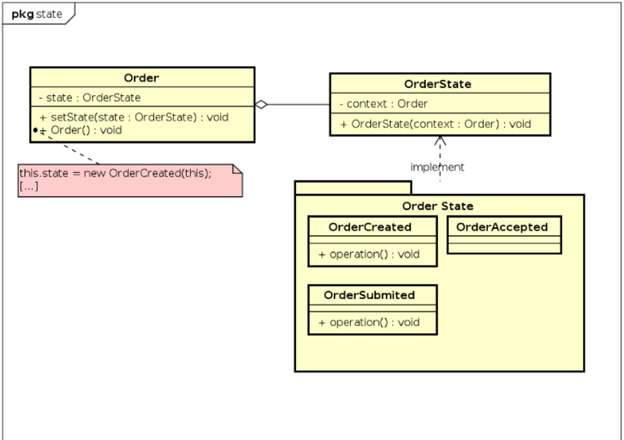 pkg state
Order
- state : OrderState
+ setState(state : OrderState) : void
+ Order() : void
this.state = new OrderCreated(this);
[...]
OrderState
- context : Order
+ OrderState(context : Order) : void
implement
Order State
OrderCreated
+ operation() : void
OrderAccepted
OrderSubmited
+ operation() : void